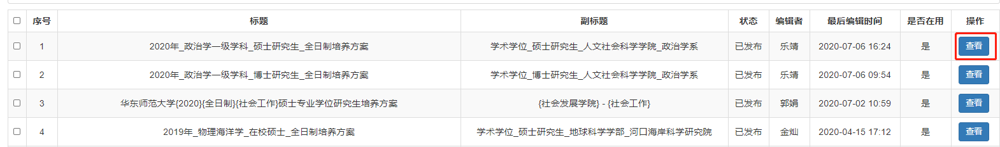 序号 标题 副标题 状态 编辑者 最后编辑时间 是否在用 操作
1 2020年_政治学一级学科_硕士研究生_全日制培养方案 学术学位_硕士研究生_人文社会科学学院_政治学系 已发布 乐靖 2020-07-06 16:24 是 查看
2 2020年_政治学一级学科_博士研究生_全日制培养方案 学术学位_博士研究生_人文社会科学学院_政治学系 已发布 乐靖 2020-07-06 09:54 是 查看
3 华东师范大学{2020}{全日制}{社会工作}硕士专业学位研究生培养方案 {社会发展学院} - {社会工作} 已发布 郭娟 2020-07-02 10:59 是 查看
4 2019年_物理海洋学_在校硕士_全日制培养方案 学术学位_硕士研究生_地球科学学部_河口海岸科学研究院 已发布 金灿 2020-04-15 17:12 是 查看